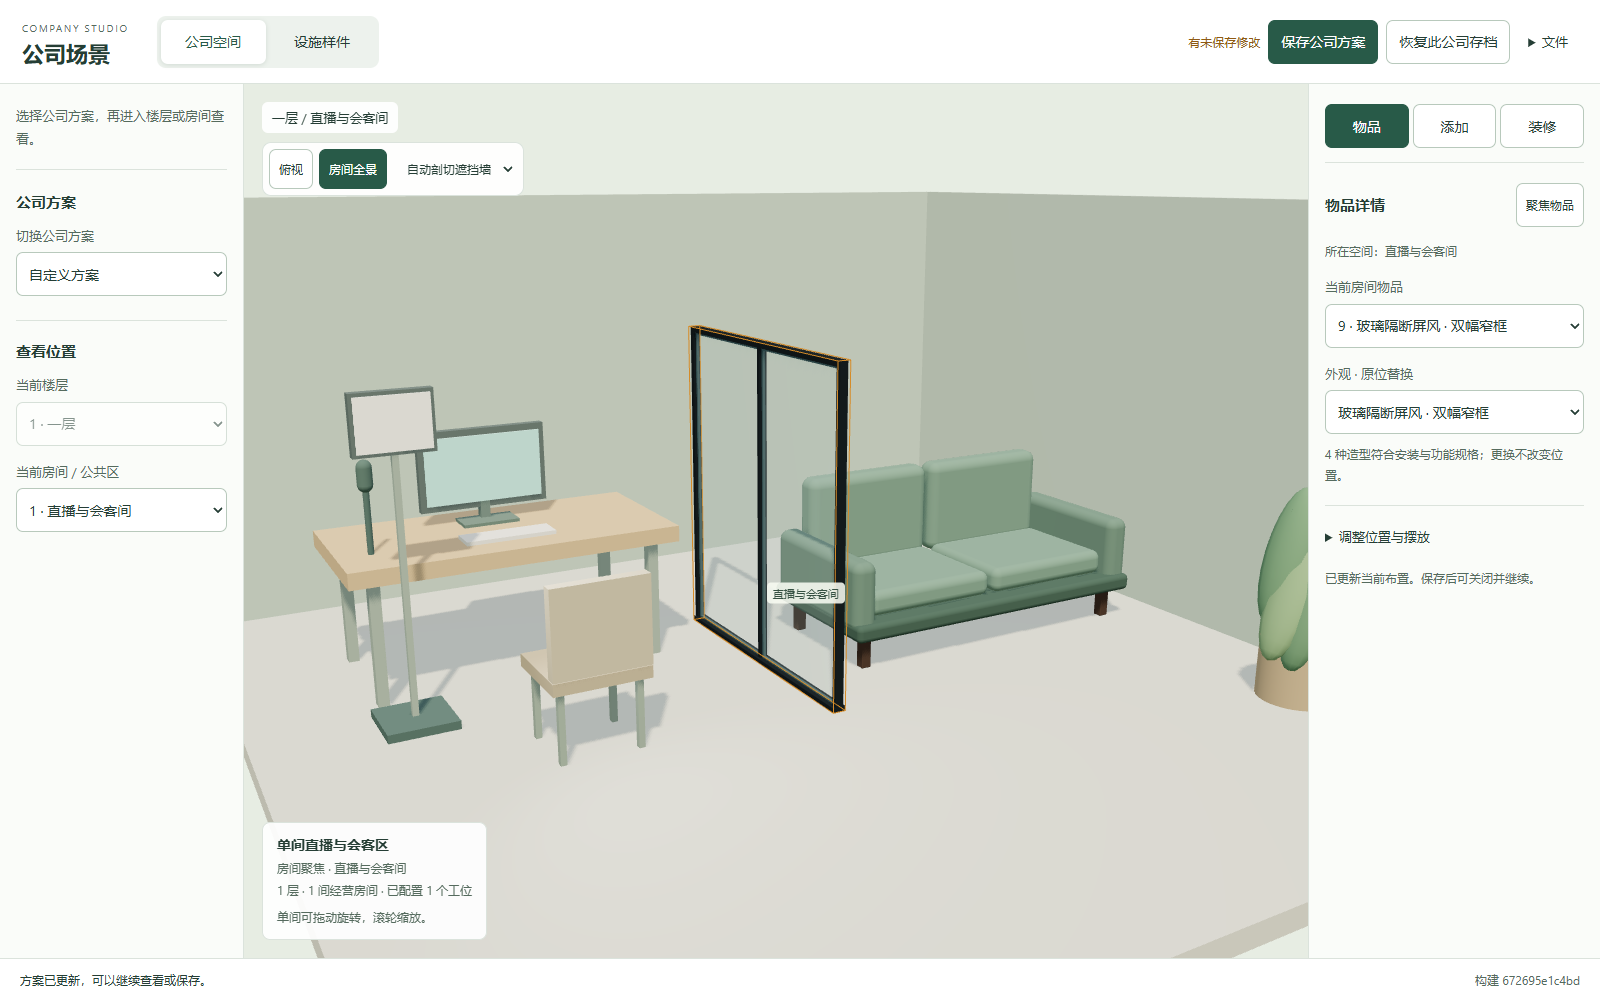 COMPANY STUDIO
公司场景
公司空间
设施样件
有未保存修改
保存公司方案
恢复此公司存档
▶ 文件
选择公司方案，再进入楼层或房间查看。
公司方案
切换公司方案
自定义方案
查看位置
当前楼层
1 · 一层
当前房间 / 公共区
1 · 直播与会客间
一层 / 直播与会客间
俯视
房间全景
自动剖切遮挡墙
直播与会客间
单间直播与会客区
房间聚焦 · 直播与会客间
1 层 · 1 间经营房间 · 已配置 1 个工位
单间可拖动旋转，滚轮缩放。
物品
添加
装修
物品详情
聚焦物品
所在空间：直播与会客间
当前房间物品
9 · 玻璃隔断屏风 · 双幅窄框
外观 · 原位替换
玻璃隔断屏风 · 双幅窄框
4 种造型符合安装与功能规格；更换不改变位置。
▶ 调整位置与摆放
已更新当前布置。保存后可关闭并继续。
方案已更新，可以继续查看或保存。
构建 672695e1c4bd